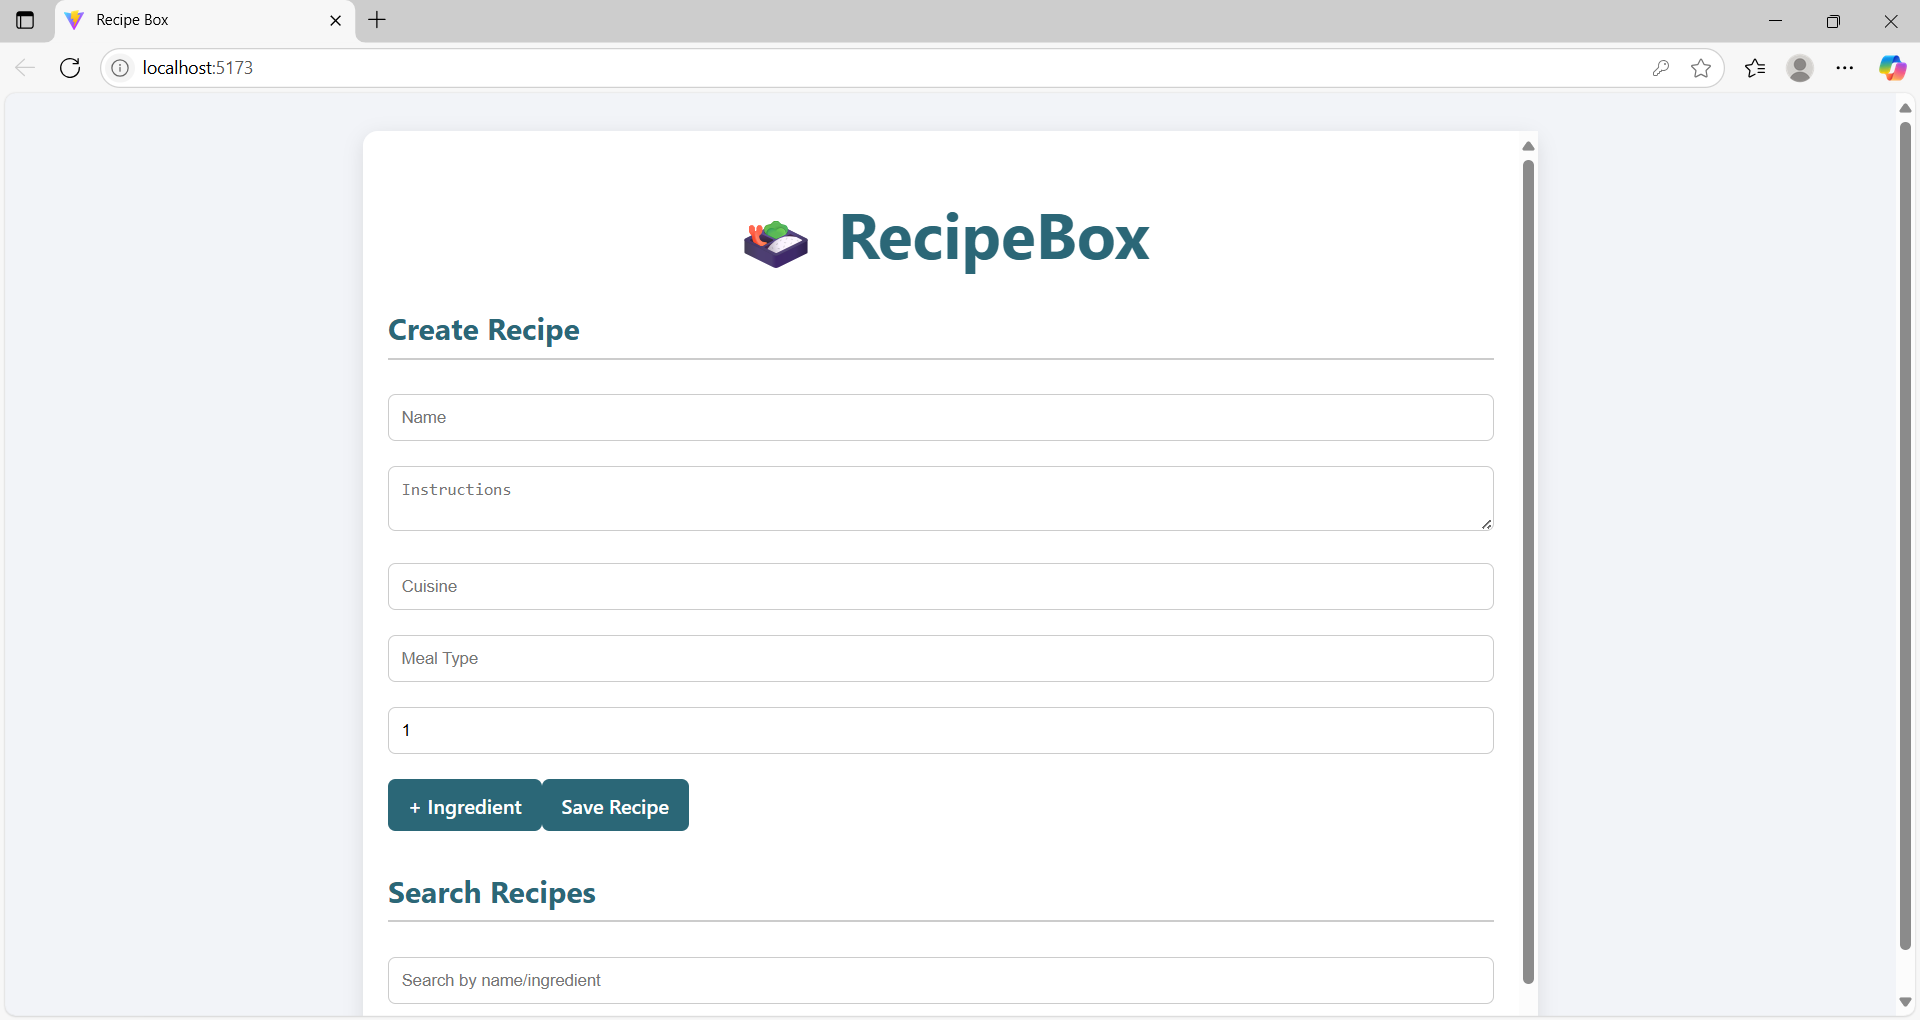 Recipe Box
localhost:5173
RecipeBox
Create Recipe
Name
Instructions
Cuisine
Meal Type
1
+ Ingredient Save Recipe
Search Recipes
Search by name/ingredient